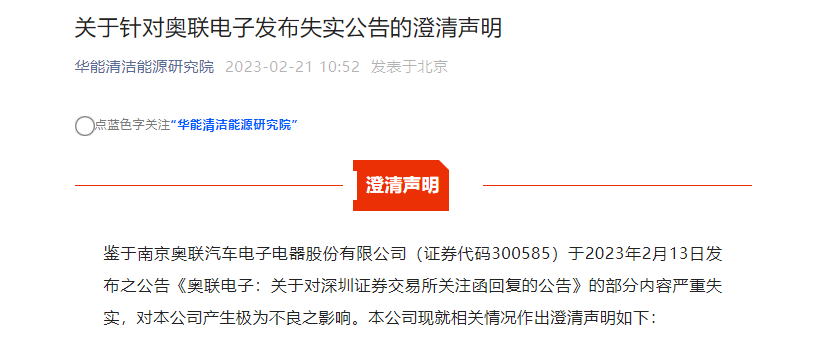 关于针对奥联电子发布失实公告的澄清声明
华能清洁能源研究院 2023-02-21 10:52 发表于北京
点蓝色字关注“华能清洁能源研究院”
澄清声明
鉴于南京奥联汽车电子电器股份有限公司（证券代码300585）于2023年2月13日发
布之公告《奥联电子：关于对深圳证券交易所关注函回复的公告》的部分内容严重失
实，对本公司产生极为不良之影响。本公司现就相关情况作出澄清声明如下：